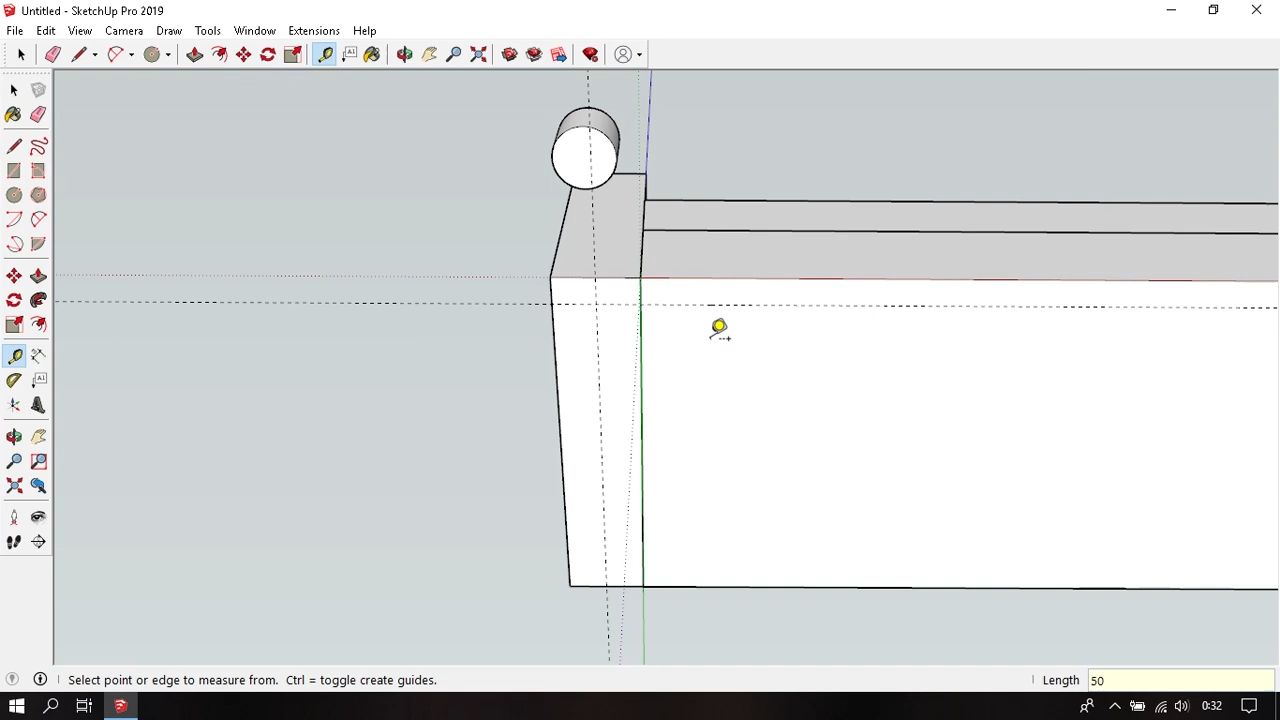 Untitled - SketchUp Pro 2019
File Edit View Camera Draw Tools Window Extensions Help
Select point or edge to measure from. Ctrl = toggle create guides.
Length 50
0:32